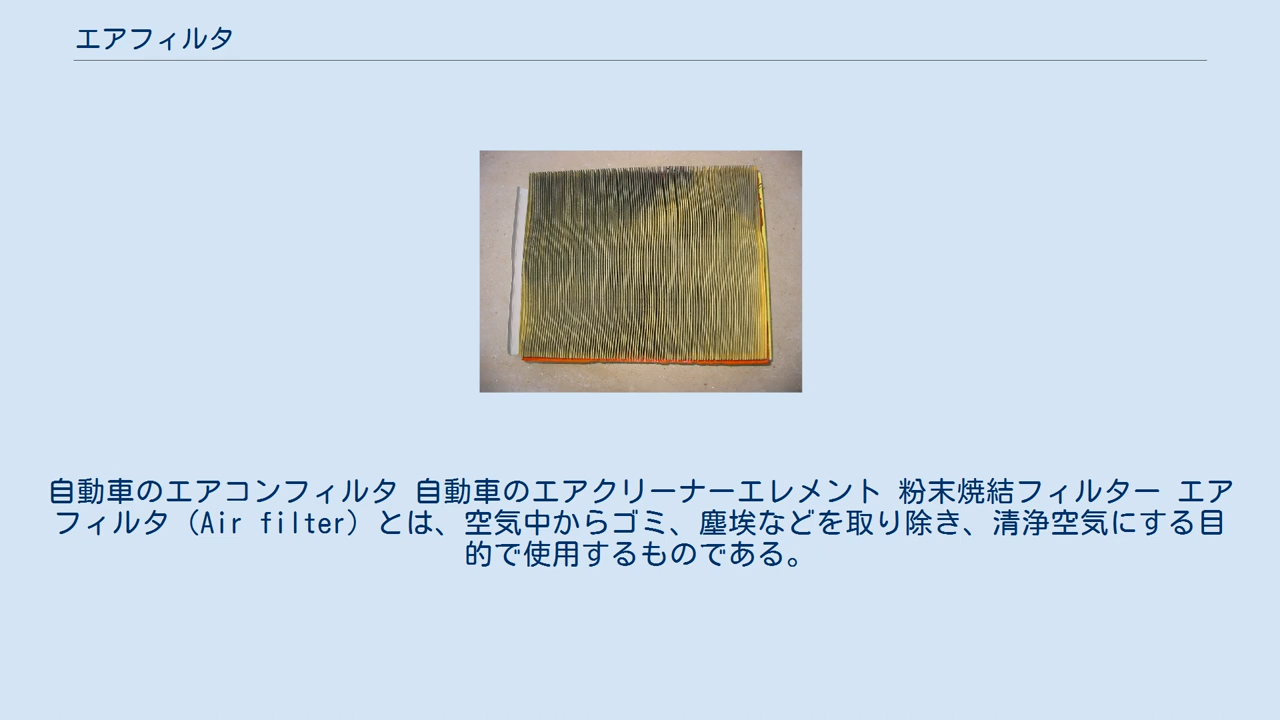 エアフィルタ
自動車のエアコンフィルタ 自動車のエアクリーナーエレメント 粉末焼結フィルター エア
フィルタ（Air filter）とは、空気中からゴミ、塵埃などを取り除き、清浄空気にする目
的で使用するものである。